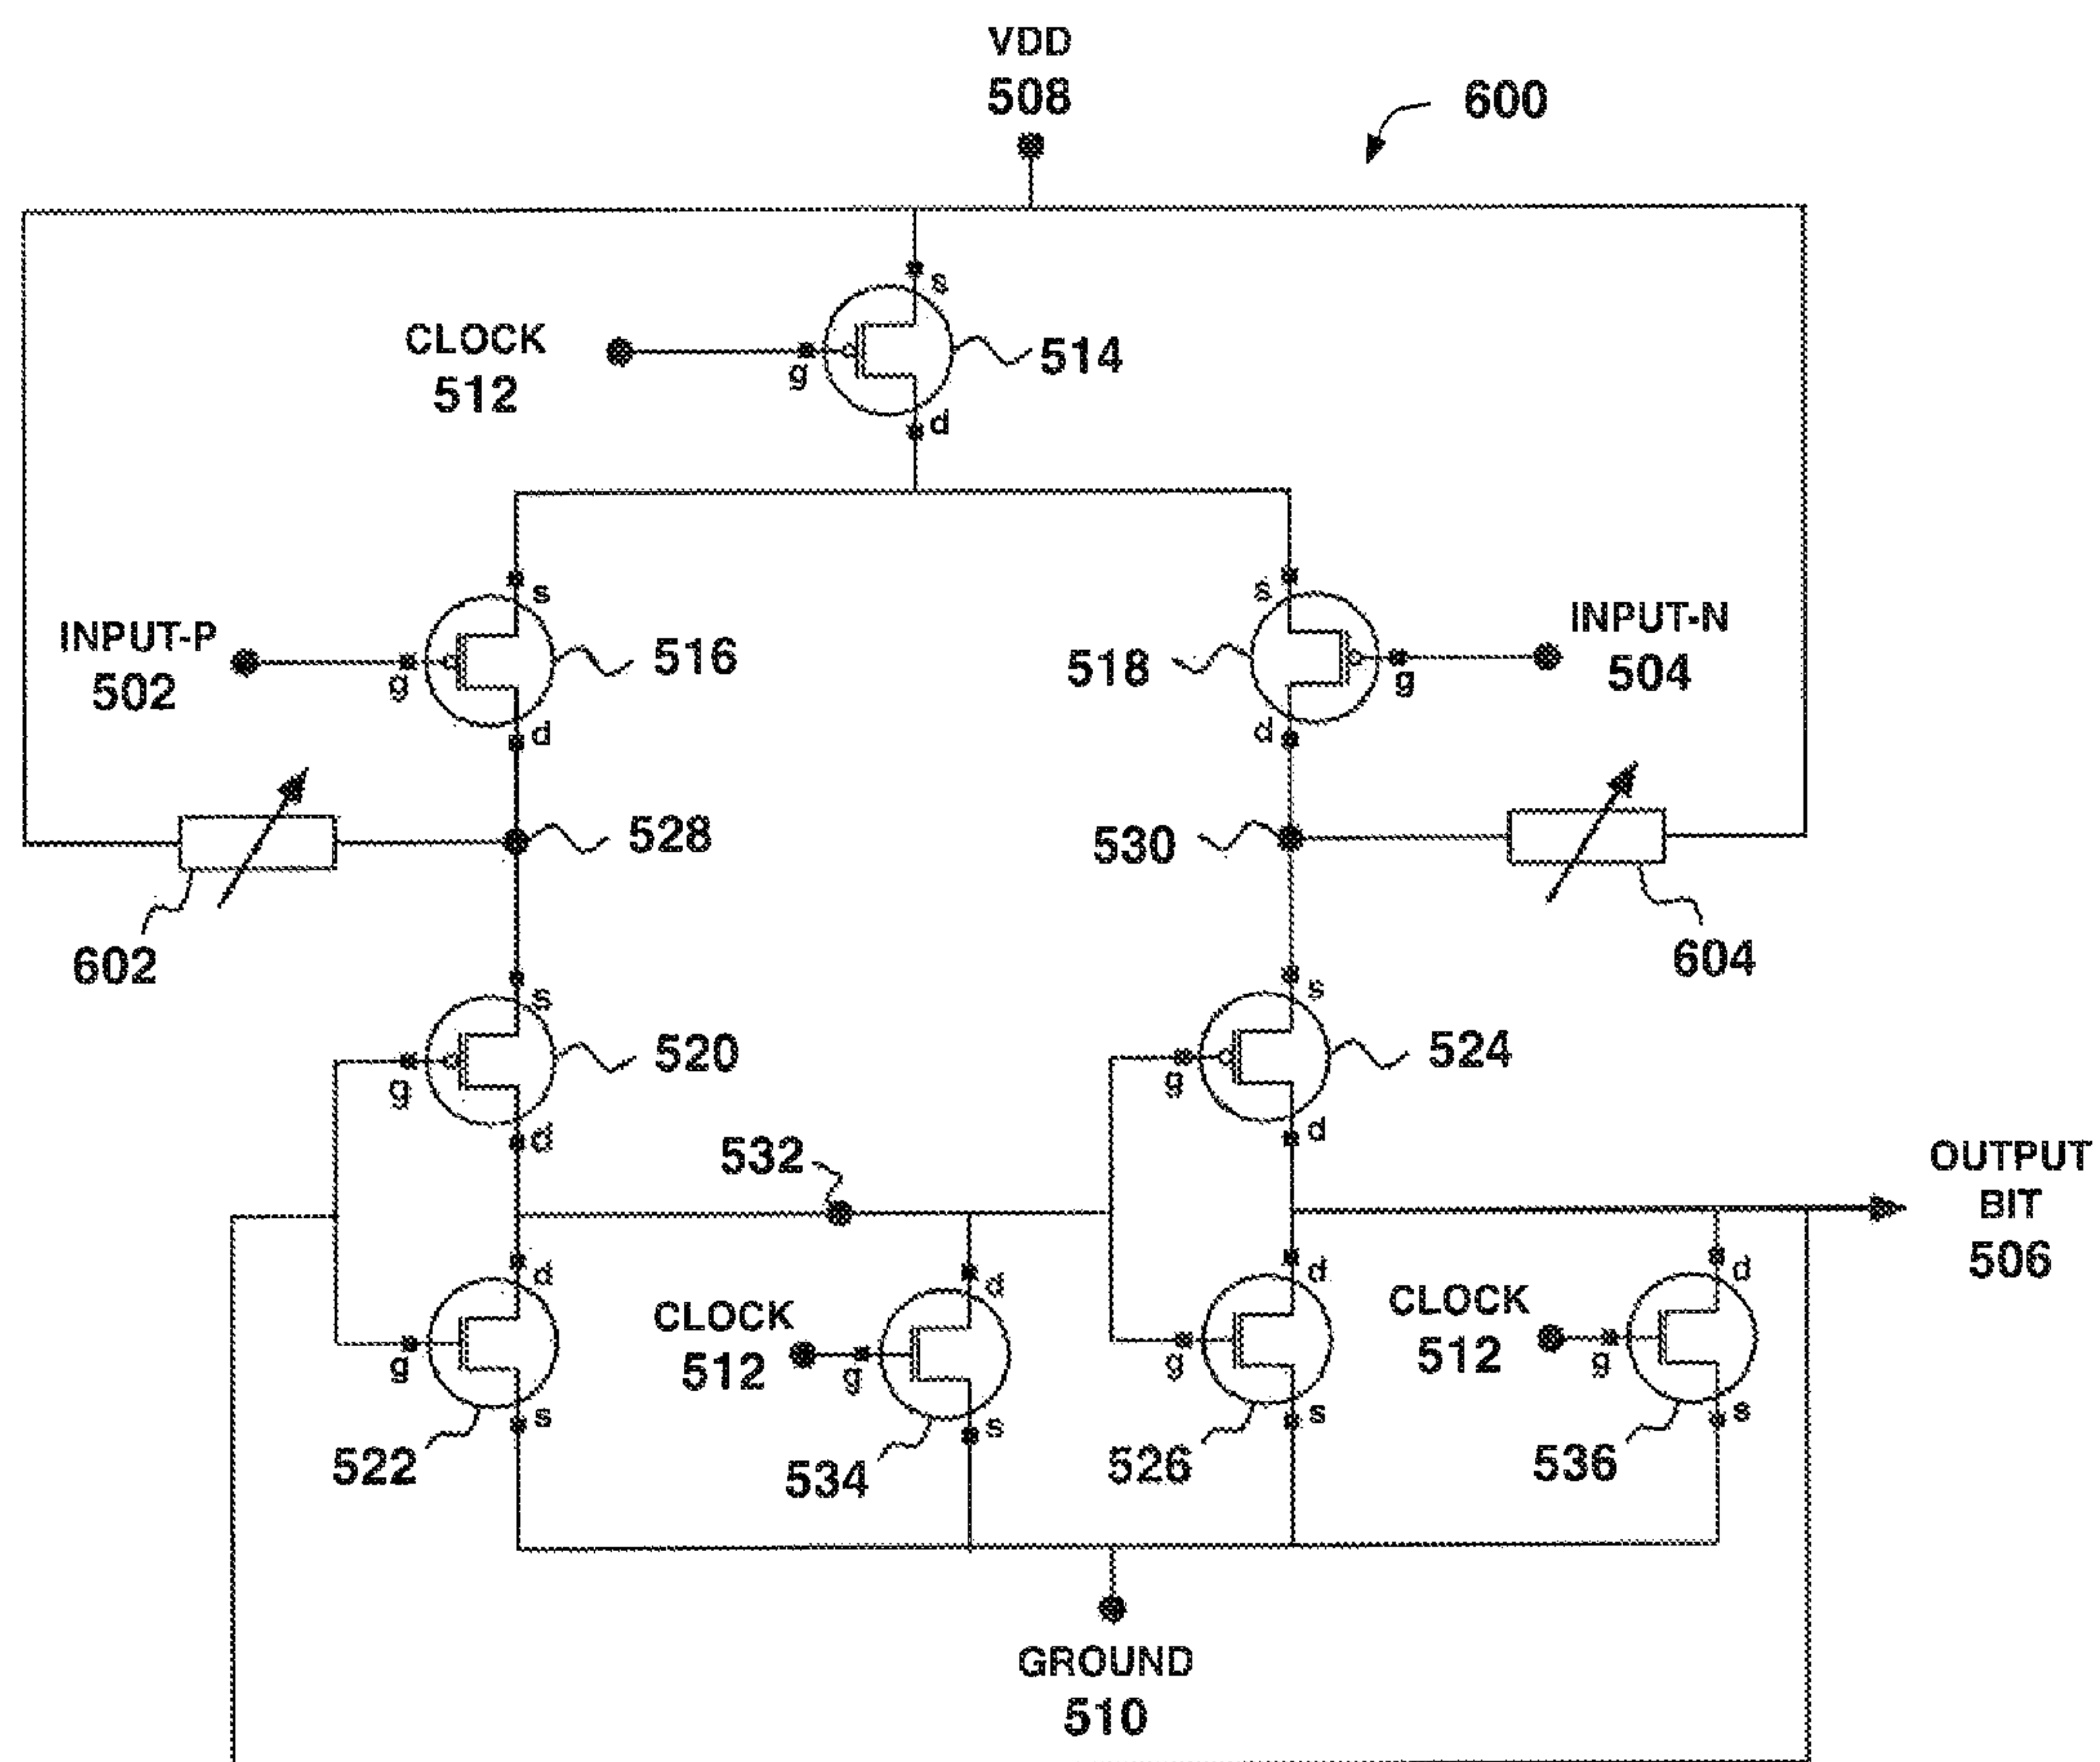 VDD
508
600
s
CLOCK
512
g
514
d
s
s
INPUT-P
502
g
516
518
g
INPUT-N
504
d
d
528
530
602
604
s
s
520
524
g
g
d
d
532
OUTPUT
BIT
506
d
d
d
d
CLOCK
512
CLOCK
512
g
g
g
g
s
s
s
s
522
534
526
536
GROUND
510